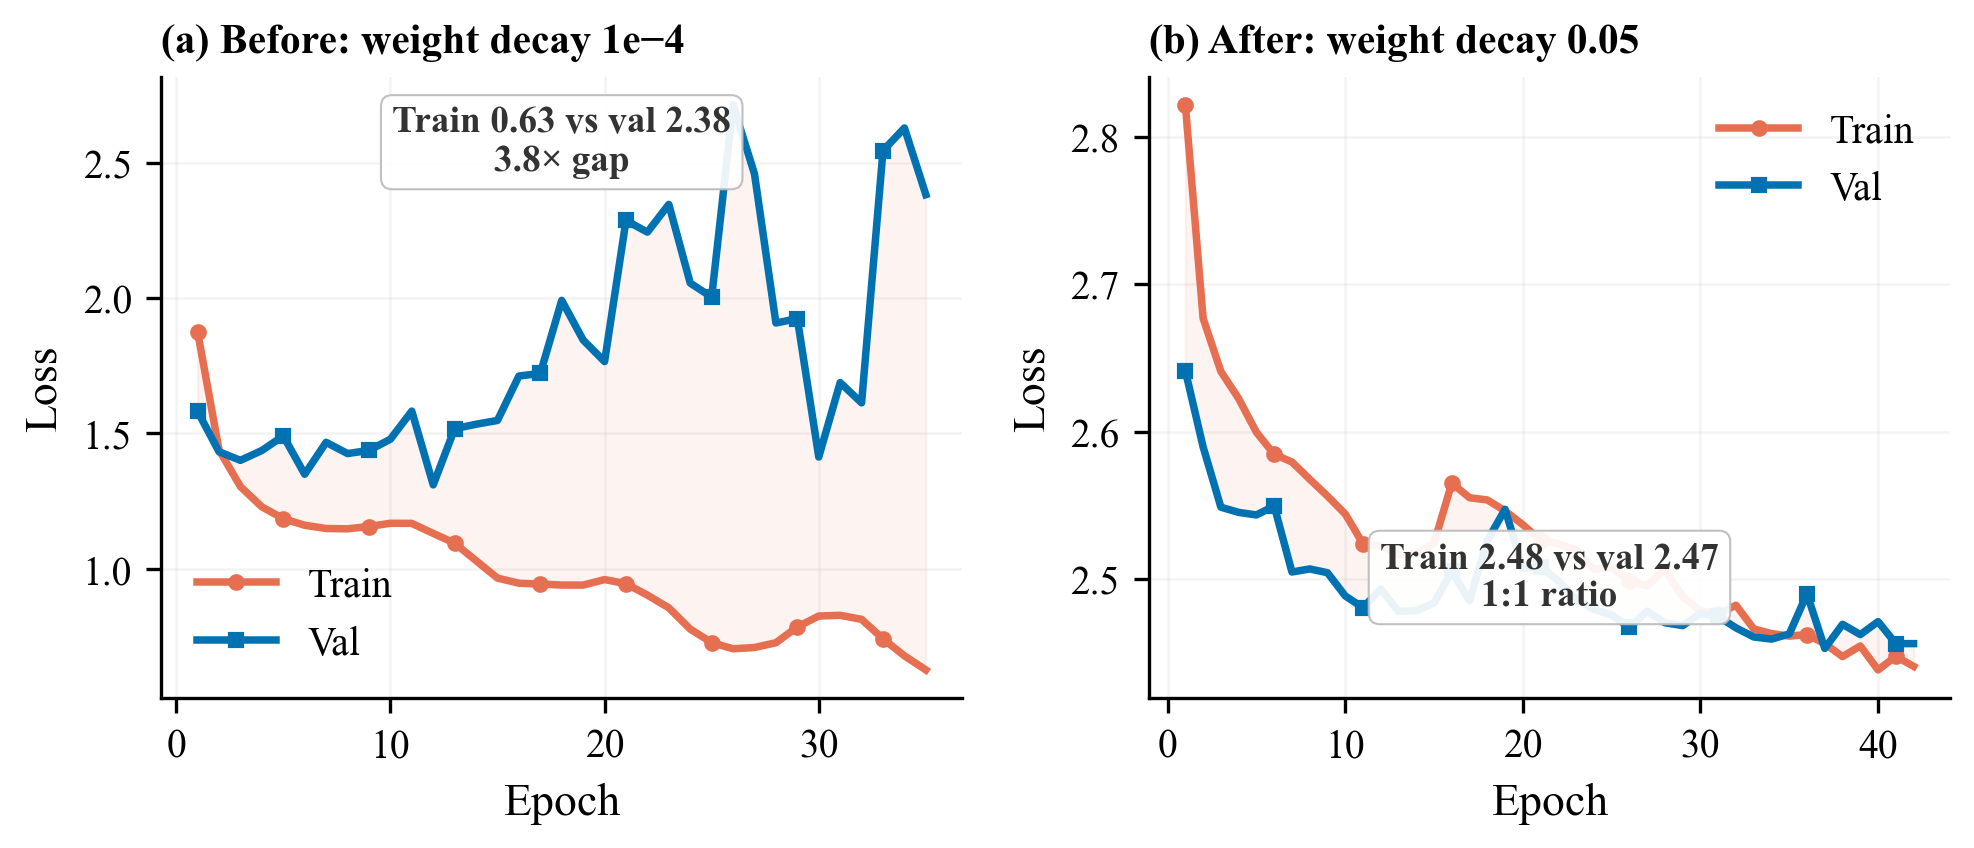 (a) Before: weight decay 1e−4
Train 0.63 vs val 2.38
3.8× gap
2.5
2.0
1.5
1.0
Loss
Train
Val
0
10
20
30
Epoch
(b) After: weight decay 0.05
Train
Val
2.8
2.7
2.6
2.5
Loss
Train 2.48 vs val 2.47
1:1 ratio
0
10
20
30
40
Epoch